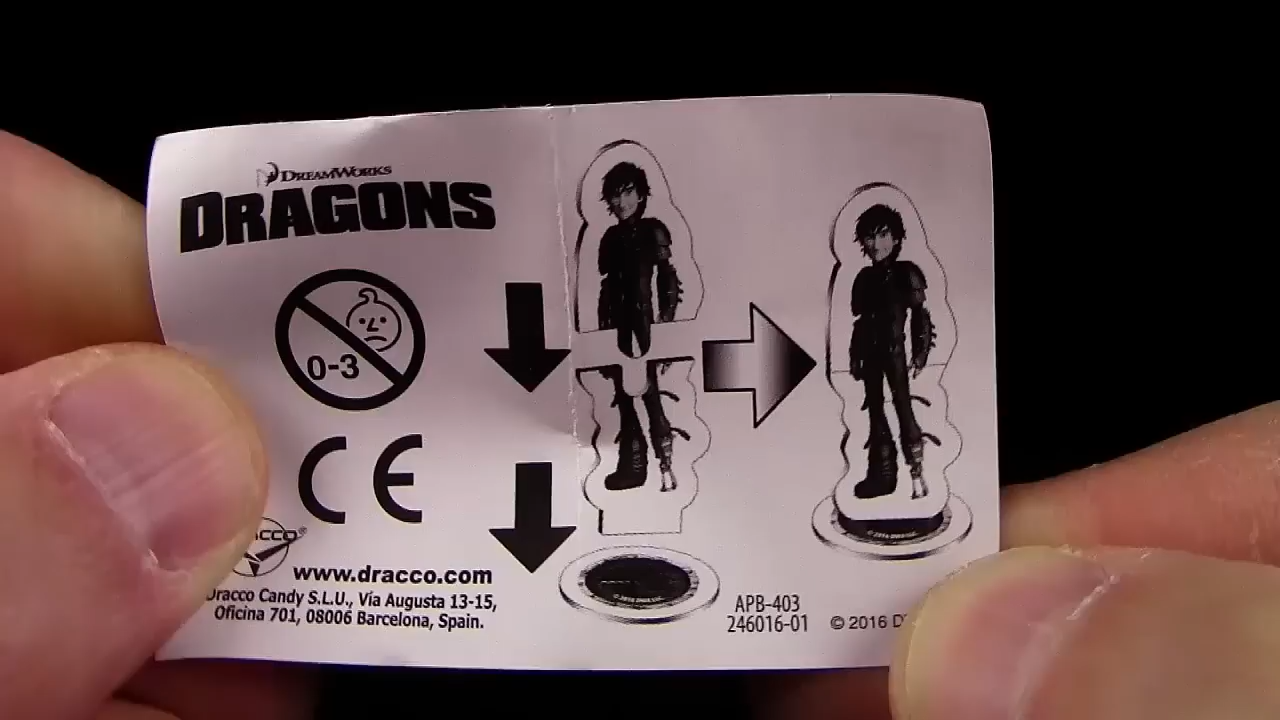 DREAMWORKS
DRAGONS
0-3
CE
www.dracco.com
Dracco Candy S.L.U., Vía Augusta 13-15,
Oficina 701, 08006 Barcelona, Spain.
APB-403
246016-01
© 2016